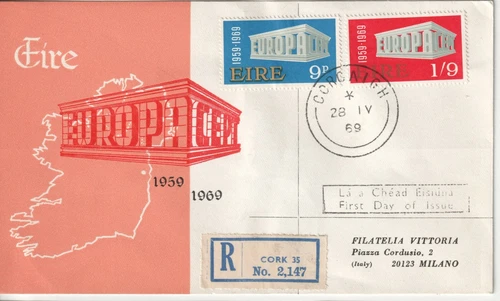 Éire
1959-1969
EUROPA CEPT
EIRE 9P
1959-1969
EUROPA CEPT
1/9
CORCAIGH
*
28 IV
69
EUROPA CEPT
1959
1969
Lá a Chéad Eisiúna
First Day of Issue
R
CORK 35
No. 2,147
FILATELIA VITTORIA
Piazza Cordusio, 2
(Italy) 20123 MILANO